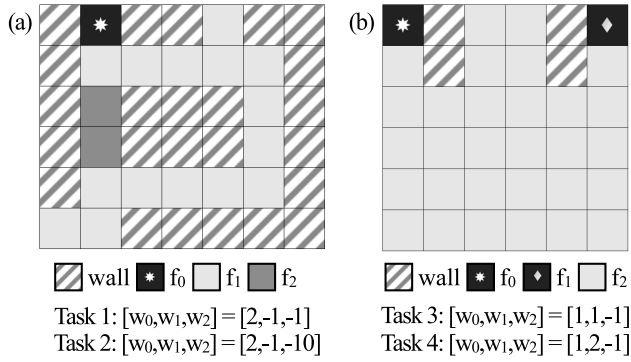 (a)
(b)
wall f₀ f₁ f₂
Task 1: [w₀,w₁,w₂] = [2,-1,-1]
Task 2: [w₀,w₁,w₂] = [2,-1,-10]
wall f₀ f₁ f₂
Task 3: [w₀,w₁,w₂] = [1,1,-1]
Task 4: [w₀,w₁,w₂] = [1,2,-1]